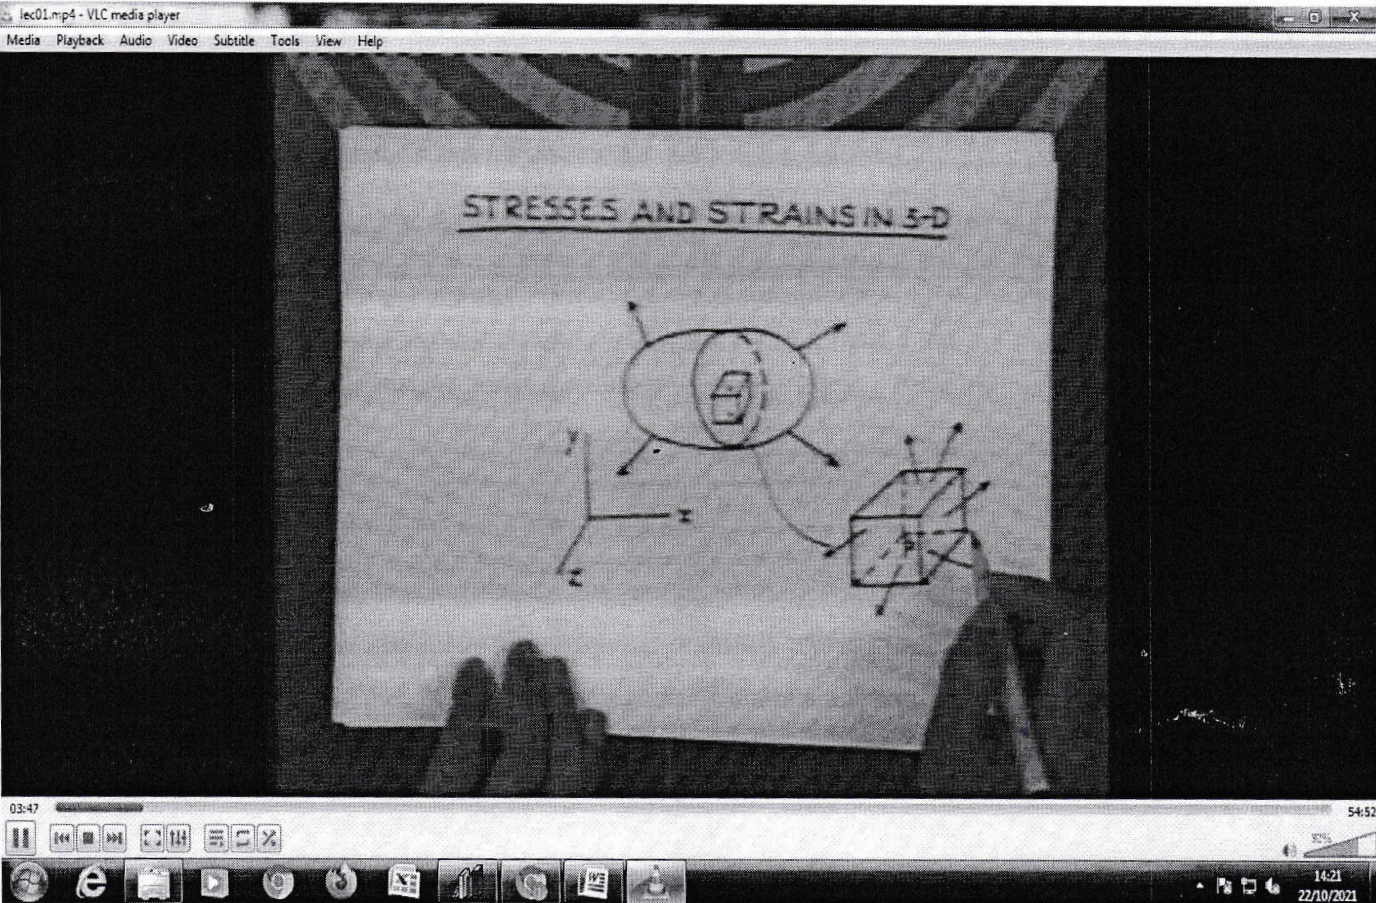 lec01.mp4 - VLC media player
Media Playback Audio Video Subtitle Tools View Help
STRESSES AND STRAINS IN 3-D
Y
X
Z
P
03:47
54:52
92%
14:21
22/10/2021